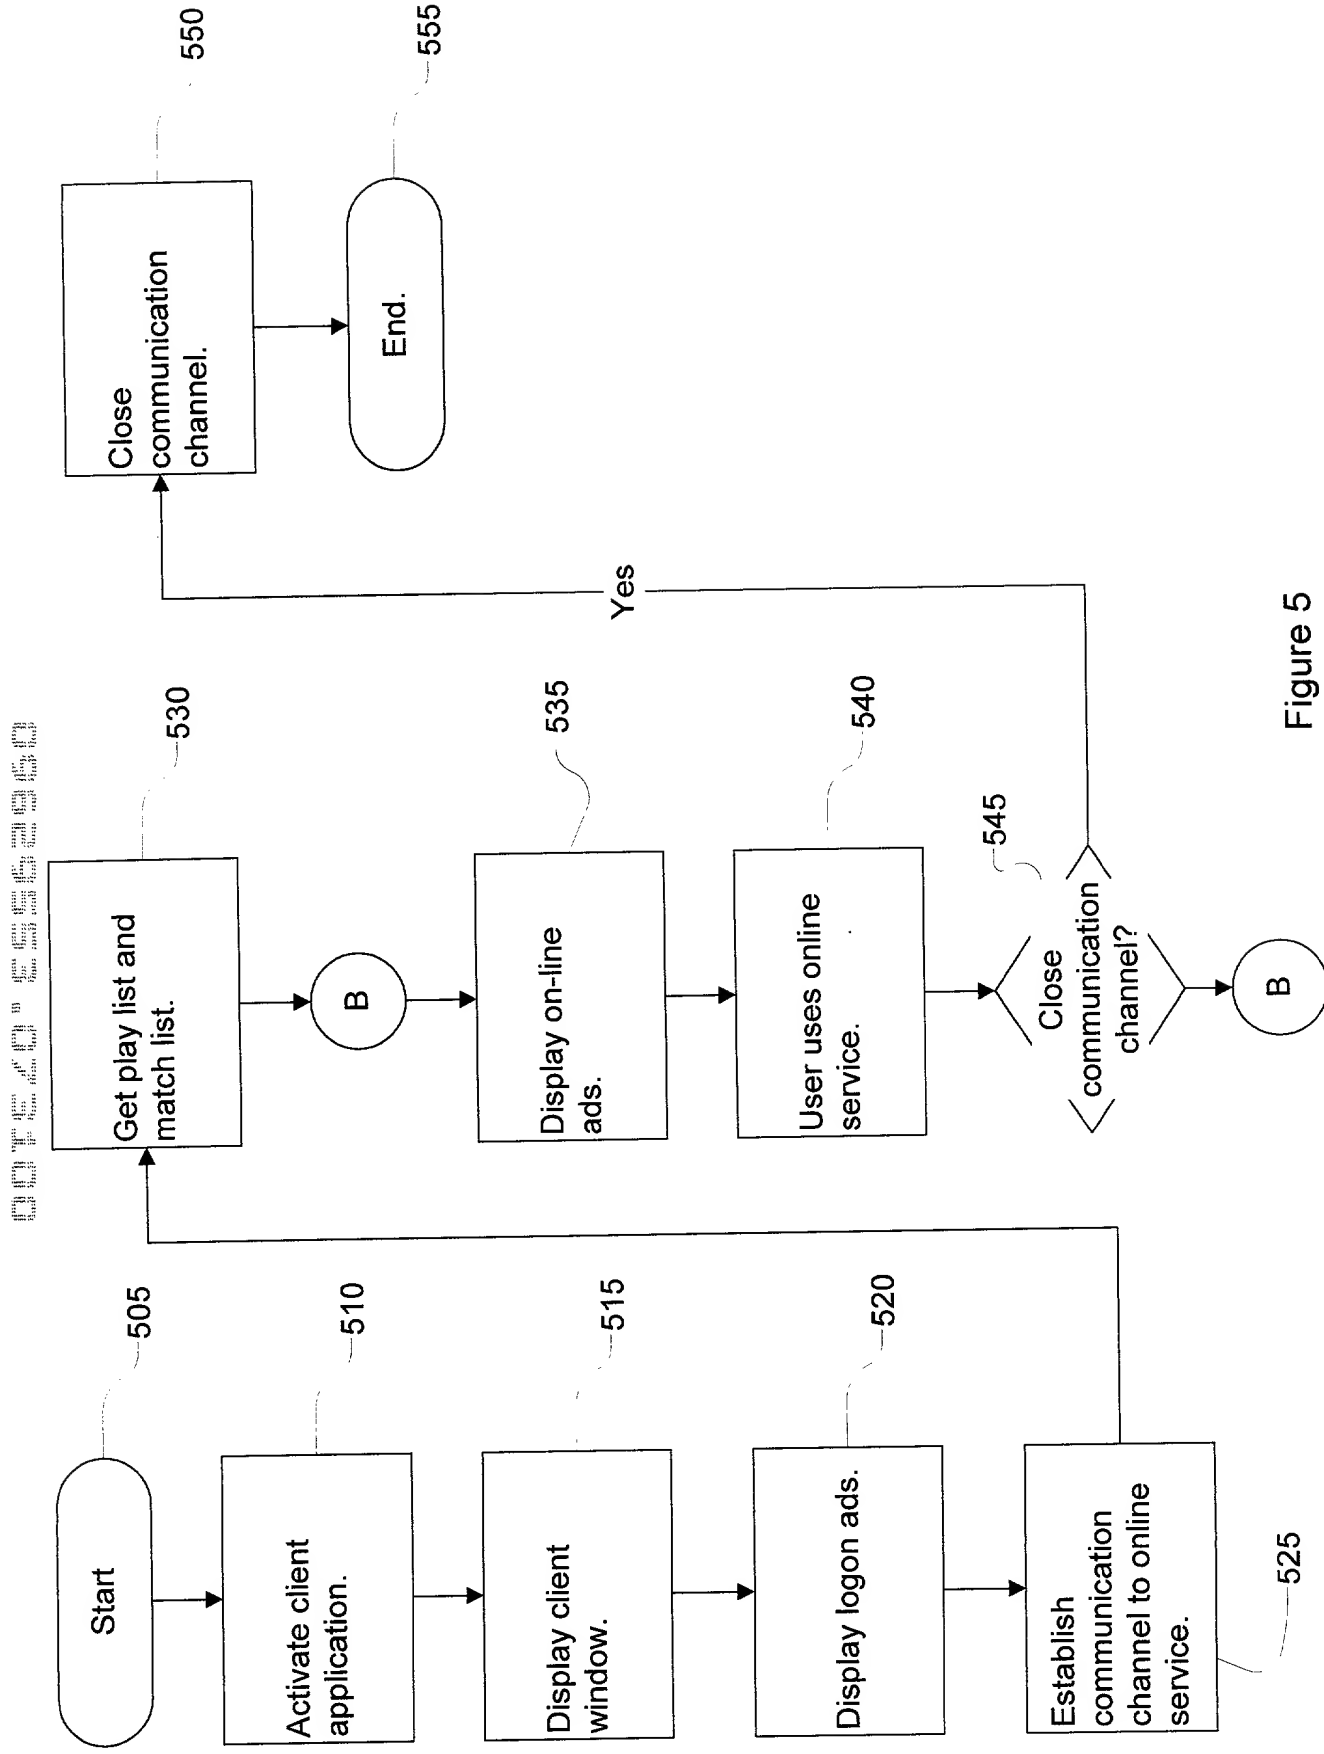 505
Start
510
Activate client
application.
515
Display client
window.
520
Display logon ads.
Establish
communication
channel to online
service.
525
530
Get play list and
match list.
B
535
Display on-line
ads.
540
User uses online
service.
545
Close
communication
channel?
B
Yes
550
Close
communication
channel.
555
End.
Figure 5